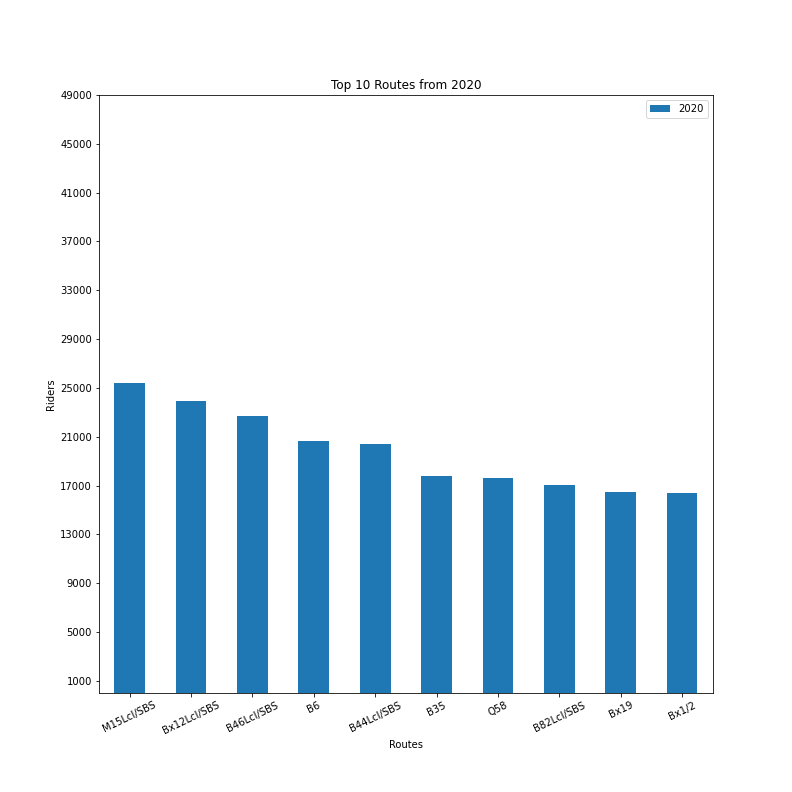 Top 10 Routes from 2020
2020
49000
45000
41000
37000
33000
29000
25000
21000
17000
13000
9000
5000
1000
Riders
M15Lcl/SBS
Bx12Lcl/SBS
B46Lcl/SBS
B6
B44Lcl/SBS
B35
Q58
B82Lcl/SBS
Bx19
Bx1/2
Routes